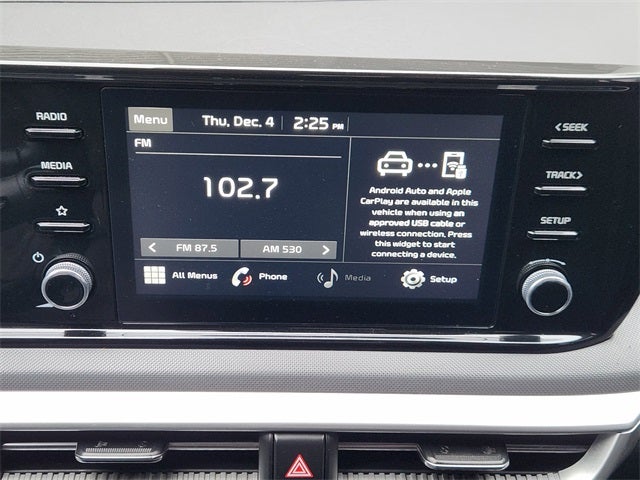 RADIO
MEDIA
Menu
Thu, Dec. 4
2:25 PM
FM
102.7
< FM 87.5
AM 530 >
Android Auto and Apple
CarPlay are available in this
vehicle when using an
approved USB cable or
wireless connection. Press
this widget to start
connecting a device.
All Menus
Phone
Media
Setup
< SEEK
TRACK >
SETUP